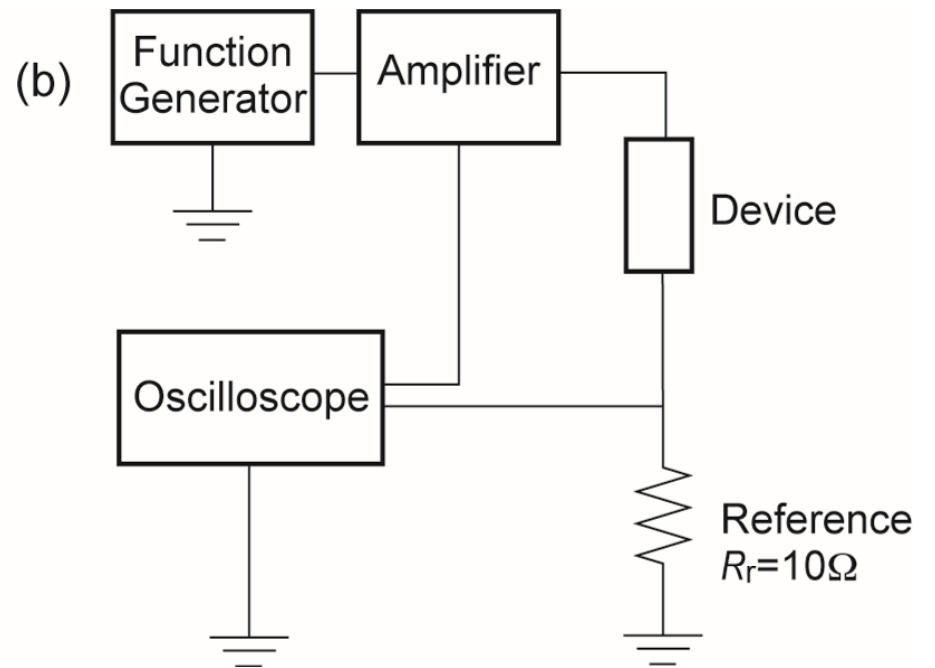 (b)
Function
Generator
Amplifier
Device
Oscilloscope
Reference
Rr=10Ω